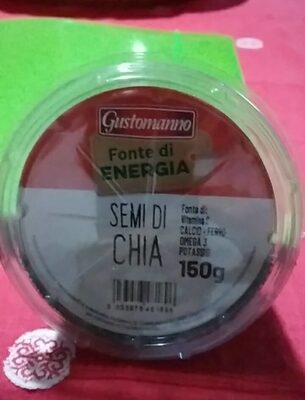 Gustomanno
Fonte di
ENERGIA
SEMI DI
CHIA
Fonte di:
Vitamina C
CALCIO - FERRO
OMEGA 3
POTASSIO
150g